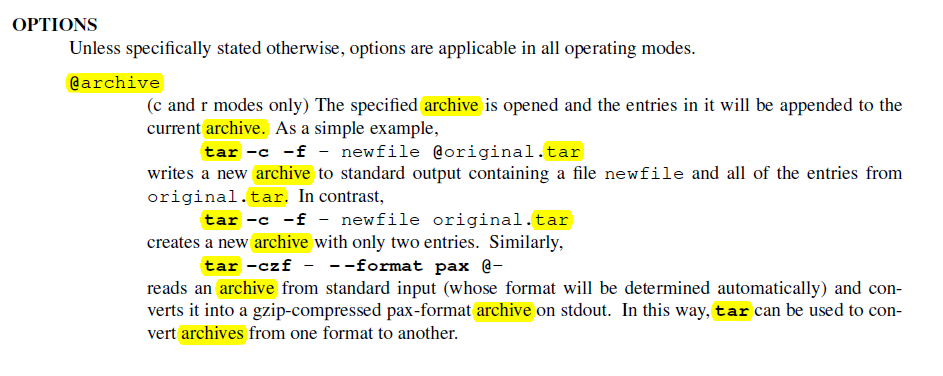 OPTIONS
Unless specifically stated otherwise, options are applicable in all operating modes.
@archive
(c and r modes only) The specified archive is opened and the entries in it will be appended to the
current archive. As a simple example,
tar -c -f - newfile @original.tar
writes a new archive to standard output containing a file newfile and all of the entries from
original.tar. In contrast,
tar -c -f - newfile original.tar
creates a new archive with only two entries. Similarly,
tar -czf - --format pax @-
reads an archive from standard input (whose format will be determined automatically) and con-
verts it into a gzip-compressed pax-format archive on stdout. In this way, tar can be used to con-
vert archives from one format to another.